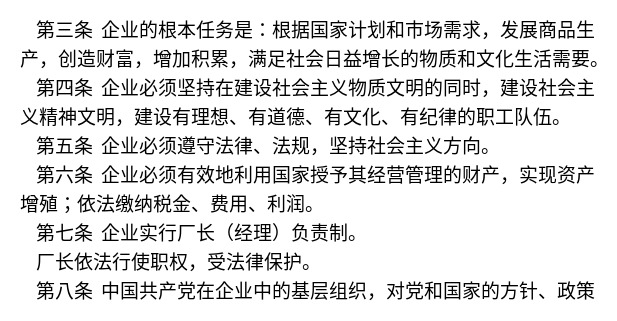 第三条 企业的根本任务是：根据国家计划和市场需求，发展商品生
产，创造财富，增加积累，满足社会日益增长的物质和文化生活需要。
第四条 企业必须坚持在建设社会主义物质文明的同时，建设社会主
义精神文明，建设有理想、有道德、有文化、有纪律的职工队伍。
第五条 企业必须遵守法律、法规，坚持社会主义方向。
第六条 企业必须有效地利用国家授予其经营管理的财产，实现资产
增殖；依法缴纳税金、费用、利润。
第七条 企业实行厂长（经理）负责制。
厂长依法行使职权，受法律保护。
第八条 中国共产党在企业中的基层组织，对党和国家的方针、政策